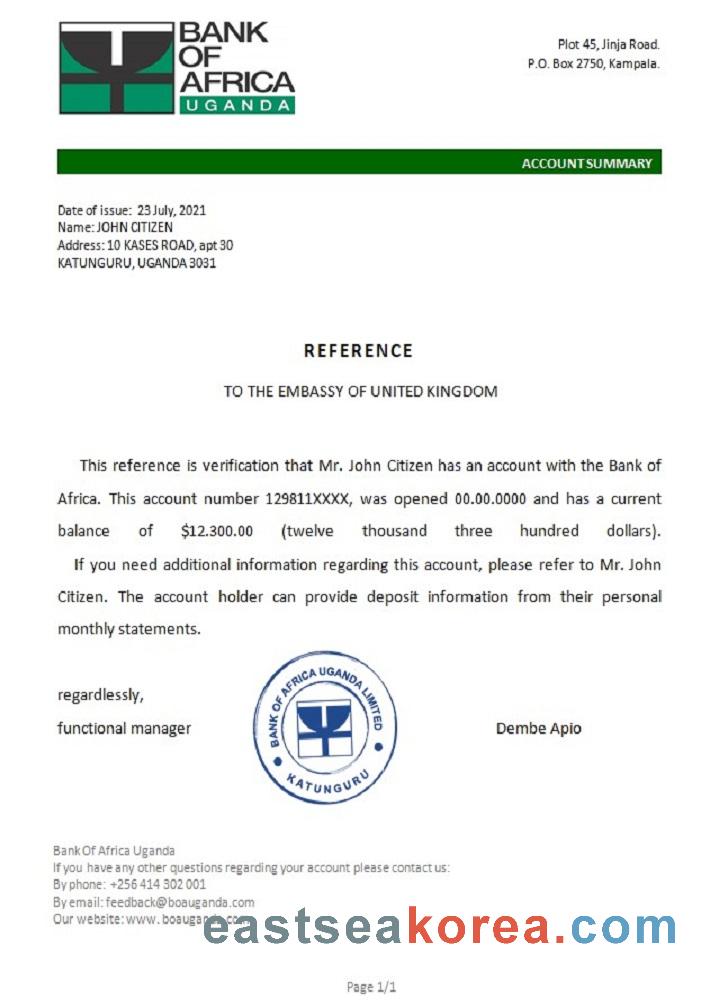 BANK
OF
AFRICA
UGANDA
Plot 45, Jinja Road.
P.O. Box 2750, Kampala.
ACCOUNT SUMMARY
Date of issue: 23 July, 2021
Name: JOHN CITIZEN
Address: 10 KASES ROAD, apt 30
KATUNGURU, UGANDA 3031
REFERENCE
TO THE EMBASSY OF UNITED KINGDOM
This reference is verification that Mr. John Citizen has an account with the Bank of
Africa. This account number 129811XXXX, was opened 00.00.0000 and has a current
balance of $12.300.00 (twelve thousand three hundred dollars).
If you need additional information regarding this account, please refer to Mr. John
Citizen. The account holder can provide deposit information from their personal
monthly statements.
regardlessly,
functional manager
BANK OF AFRICA UGANDA LIMITED
KATUNGURU
Dembe Apio
Bank Of Africa Uganda
If you have any other questions regarding your account please contact us:
By phone: +256 414 302 001
By email: feedback@boauganda.com
Our website: www. boauganda.com
eastseakorea.com
Page 1/1